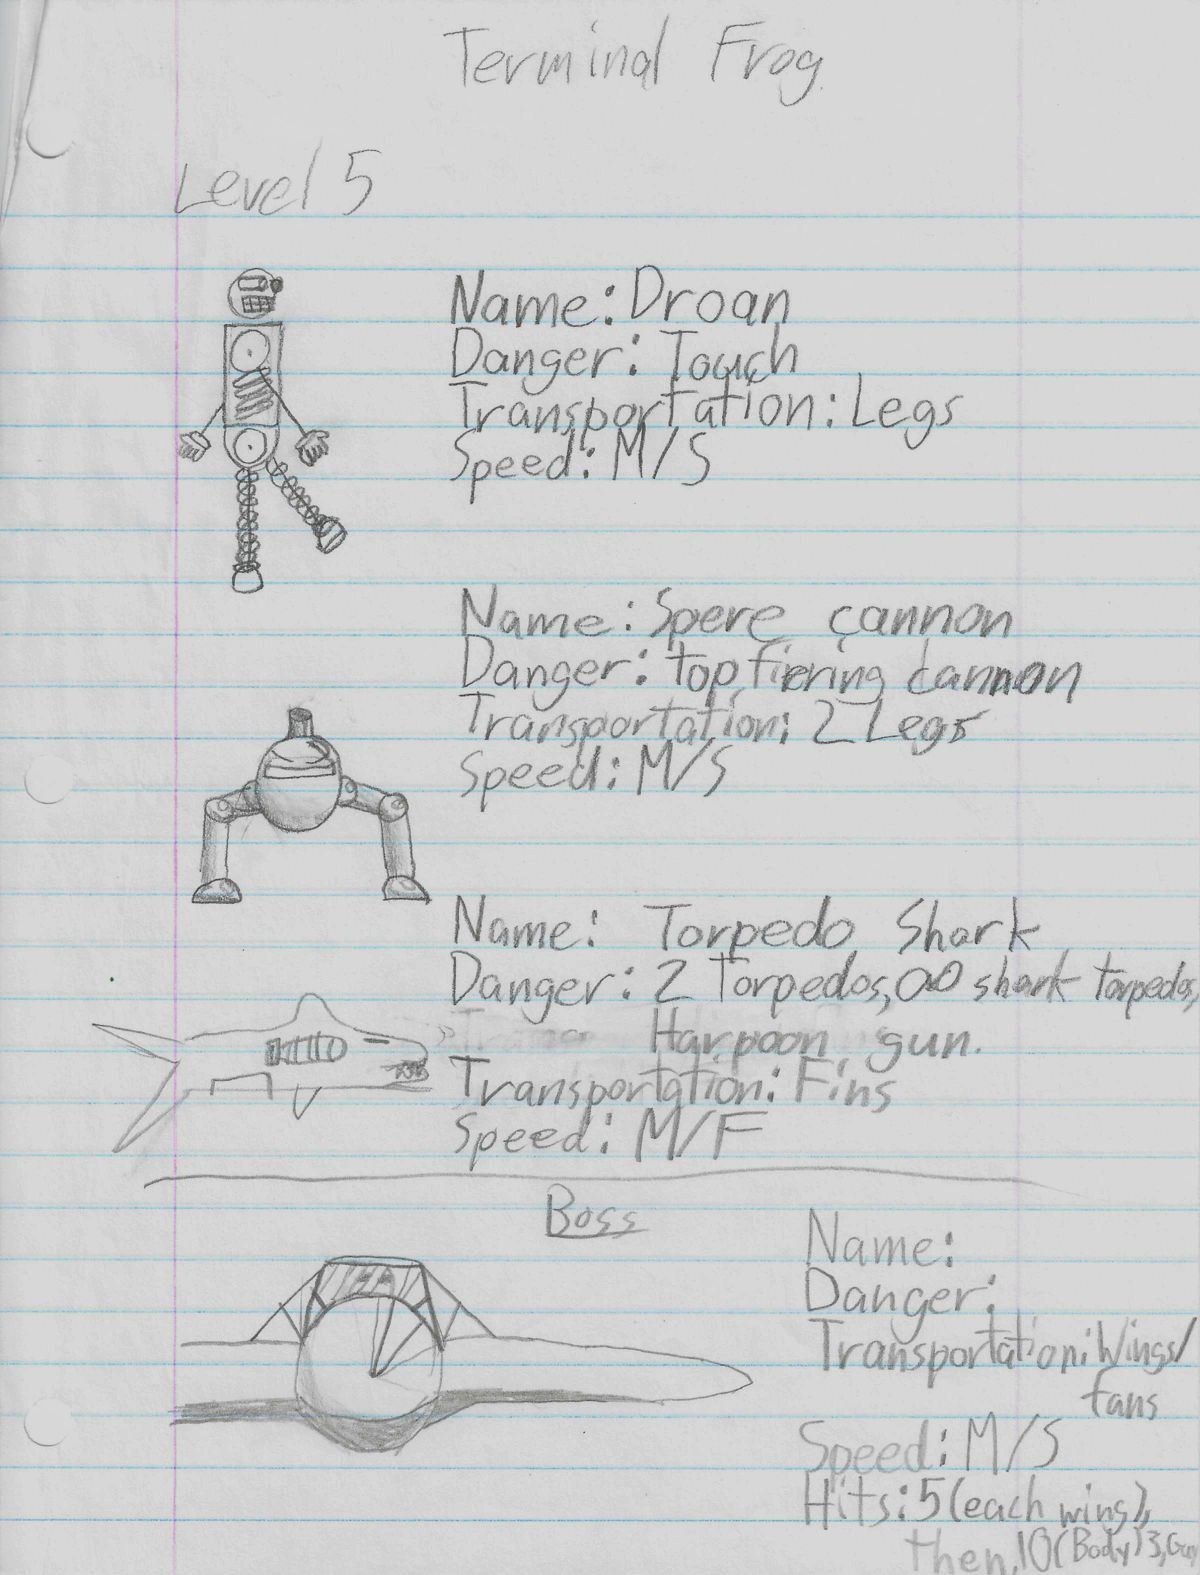 Terminal Frog
Level 5
Name: Droan
Danger: Touch
Transportation: Legs
Speed: M/S
Name: Spere cannon
Danger: top fiering cannon
Transportation: 2 Legs
Speed: M/S
Name: Torpedo Shark
Danger: 2 Torpedos, ∞ shark torpedos,
Harpoon gun.
Transportation: Fins
Speed: M/F
Boss
Name:
Danger:
Transportation: Wings/
fans
Speed: M/S
Hits: 5 (each wing),
then, 10 (Body) 3,